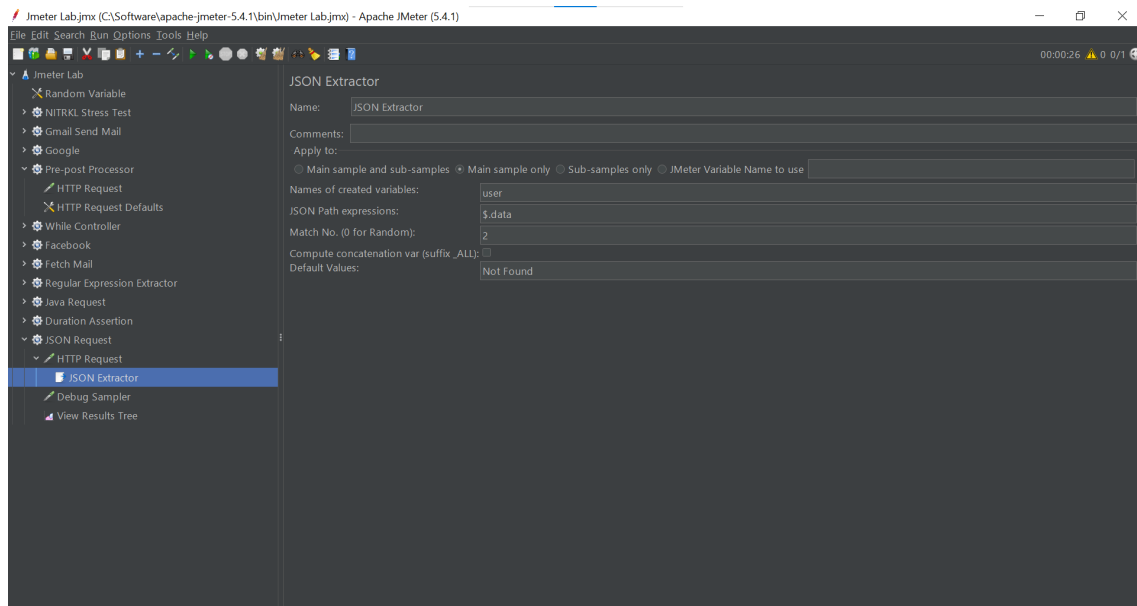 Jmeter Lab.jmx (C:\Software\apache-jmeter-5.4.1\bin\Jmeter Lab.jmx) - Apache JMeter (5.4.1)
File Edit Search Run Options Tools Help
00:00:26 0 0/1
Jmeter Lab
Random Variable
NITRKL Stress Test
Gmail Send Mail
Google
Pre-post Processor
HTTP Request
HTTP Request Defaults
While Controller
Facebook
Fetch Mail
Regular Expression Extractor
Java Request
Duration Assertion
JSON Request
HTTP Request
JSON Extractor
Debug Sampler
View Results Tree
JSON Extractor
Name: JSON Extractor
Comments:
Apply to:
Main sample and sub-samples Main sample only Sub-samples only JMeter Variable Name to use
Names of created variables: user
JSON Path expressions: $.data
Match No. (0 for Random): 2
Compute concatenation var (suffix _ALL):
Default Values: Not Found